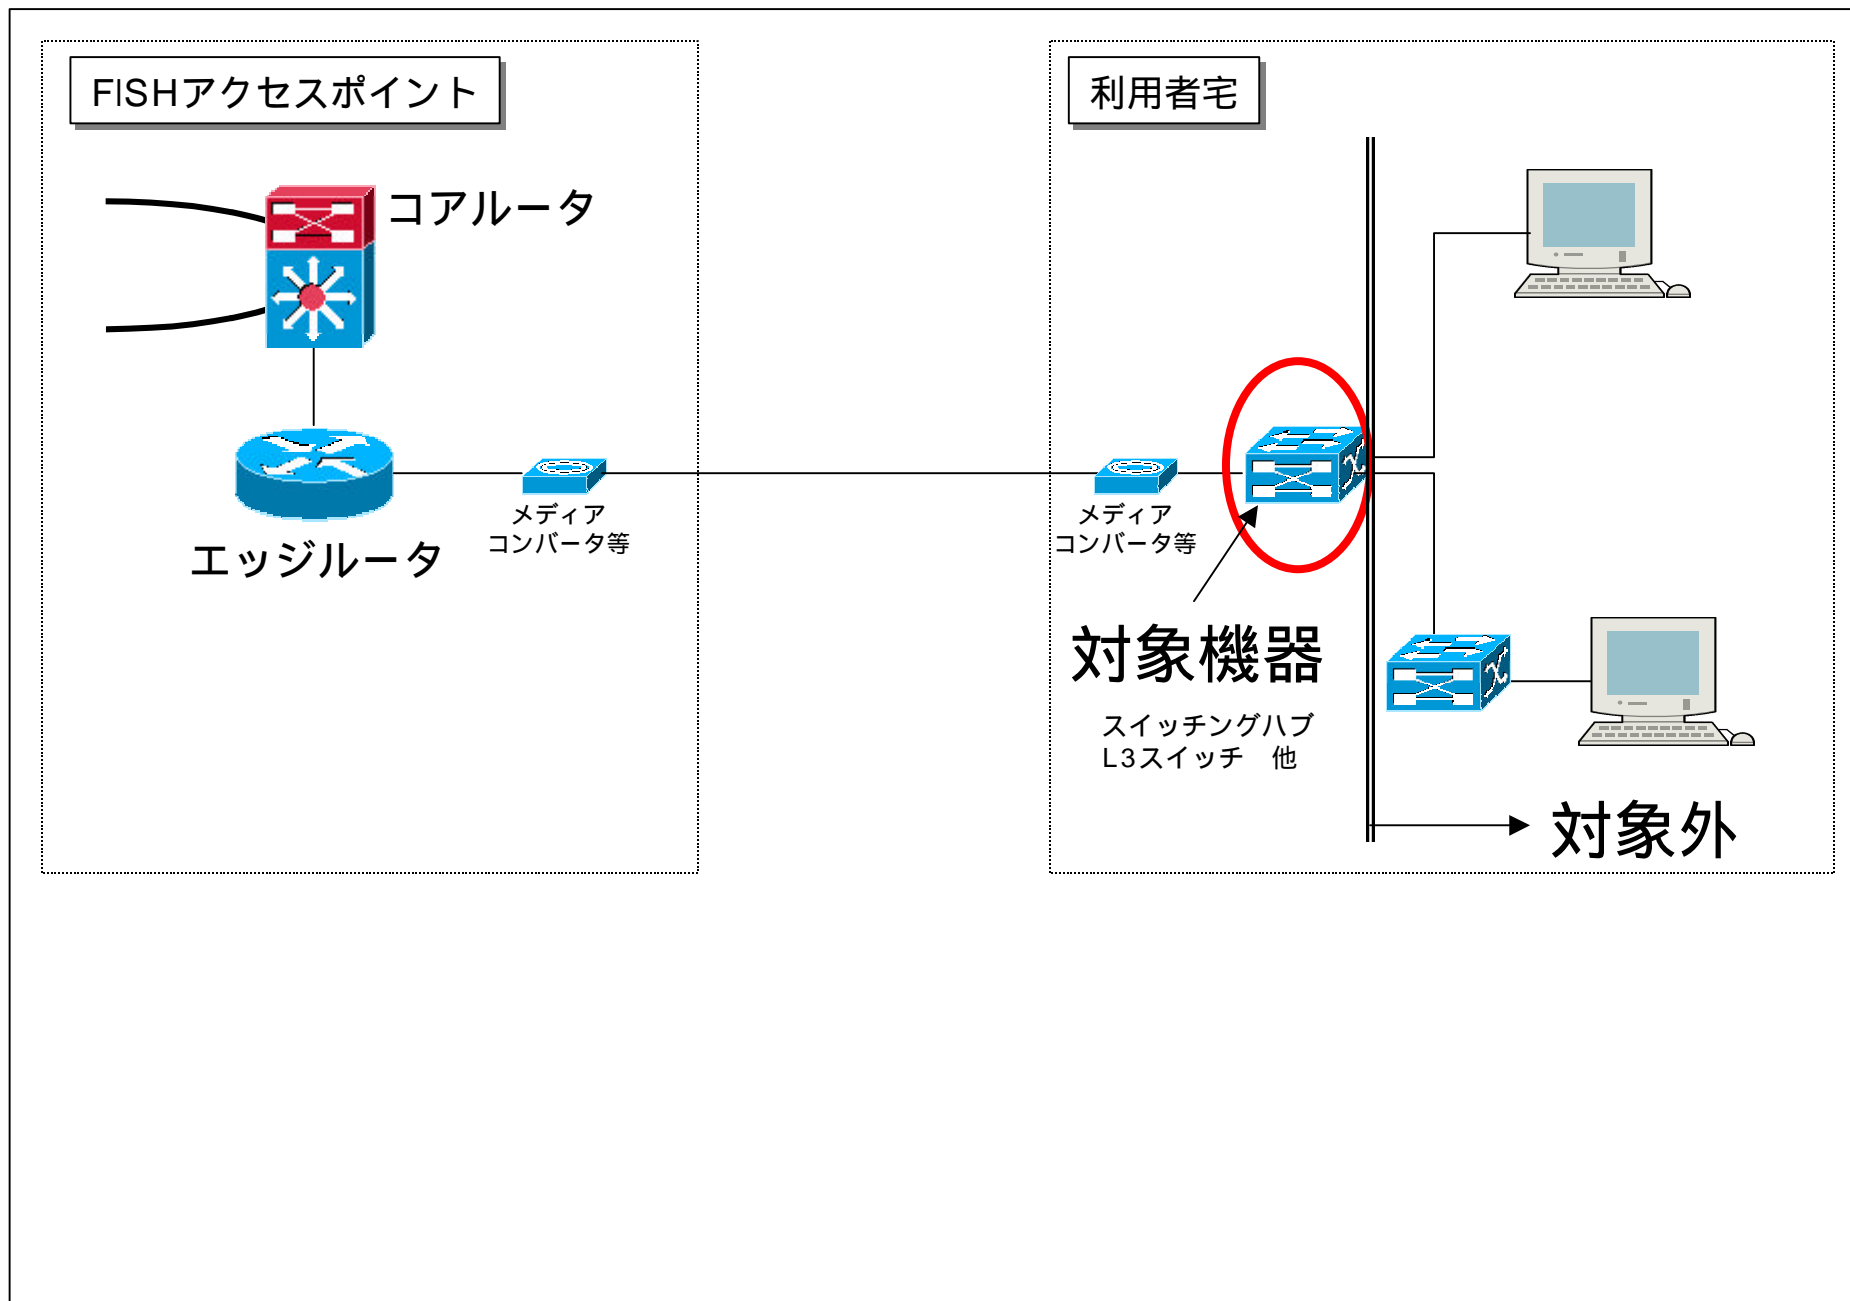 FISHアクセスポイント
利用者宅
コアルータ
エッジルータ
メディア
コンバータ等
メディア
コンバータ等
対象機器
スイッチングハブ
L3スイッチ　他
対象外